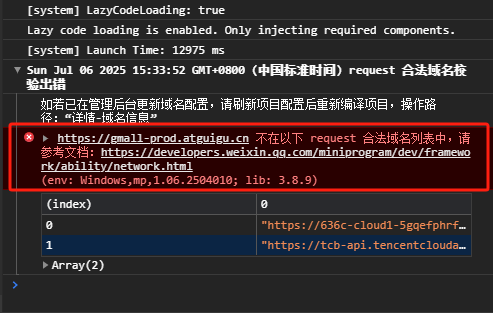 [system] LazyCodeLoading: true
Lazy code loading is enabled. Only injecting required components.
[system] Launch Time: 12975 ms
Sun Jul 06 2025 15:33:52 GMT+0800 (中国标准时间) request 合法域名校
验出错
如若已在管理后台更新域名配置，请刷新项目配置后重新编译项目，操作路
径：“详情-域名信息”
https://gmall-prod.atguigu.cn 不在以下 request 合法域名列表中，请
参考文档：https://developers.weixin.qq.com/miniprogram/dev/framewo
rk/ability/network.html
(env: Windows,mp,1.06.2504010; lib: 3.8.9)
(index) 0
0 "https://636c-cloud1-5gqefphrf…
1 "https://tcb-api.tencentclouda…
Array(2)